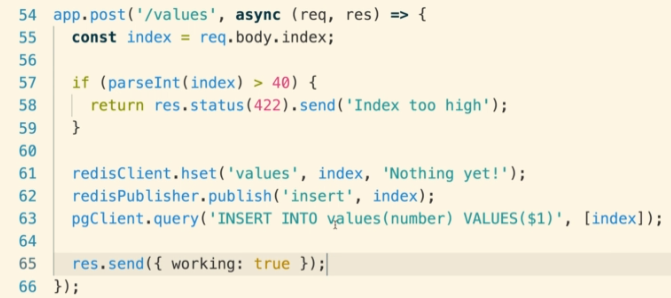 54 app.post('/values', async (req, res) => {
55   const index = req.body.index;
56
57   if (parseInt(index) > 40) {
58     return res.status(422).send('Index too high');
59   }
60
61   redisClient.hset('values', index, 'Nothing yet!');
62   redisPublisher.publish('insert', index);
63   pgClient.query('INSERT INTO values(number) VALUES($1)', [index]);
64
65   res.send({ working: true });
66 });